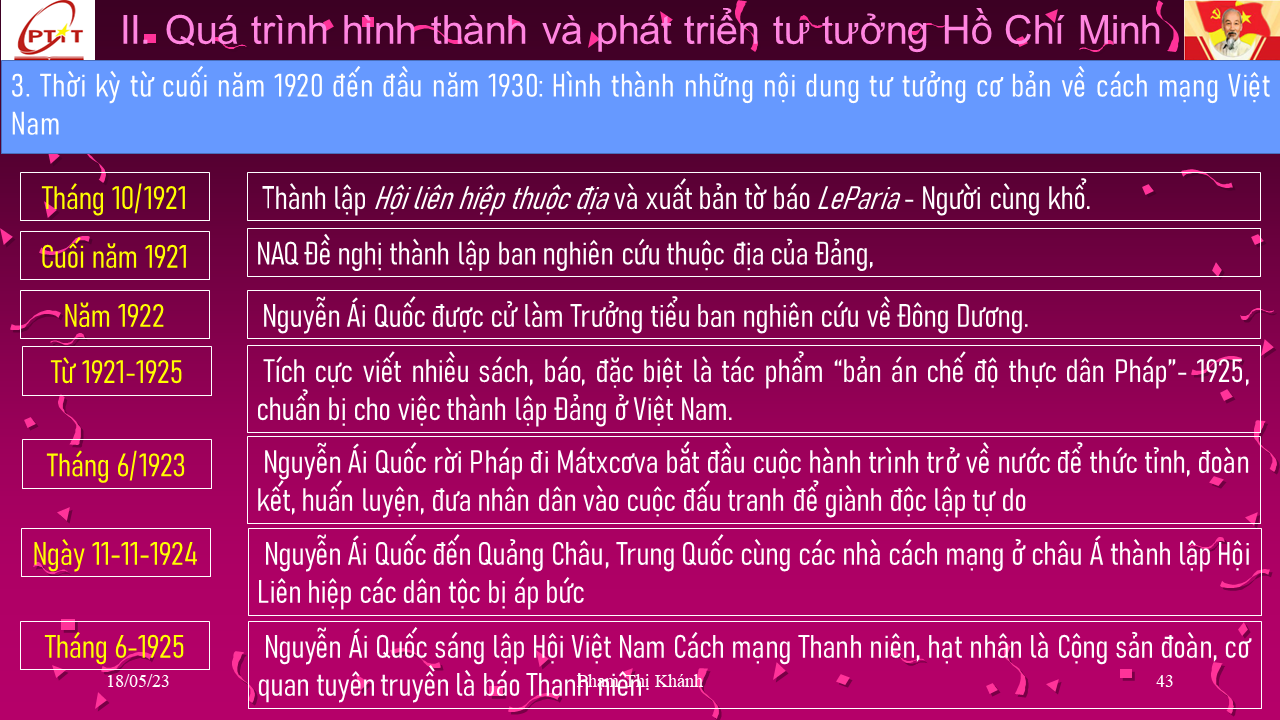 PTIT
II. Quá trình hình thành và phát triển tư tưởng Hồ Chí Minh
3. Thời kỳ từ cuối năm 1920 đến đầu năm 1930: Hình thành những nội dung tư tưởng cơ bản về cách mạng Việt
Nam
Tháng 10/1921
Thành lập Hội liên hiệp thuộc địa và xuất bản tờ báo LeParia - Người cùng khổ.
Cuối năm 1921
NAQ Đề nghị thành lập ban nghiên cứu thuộc địa của Đảng,
Năm 1922
Nguyễn Ái Quốc được cử làm Trưởng tiểu ban nghiên cứu về Đông Dương.
Từ 1921-1925
Tích cực viết nhiều sách, báo, đặc biệt là tác phẩm “bản án chế độ thực dân Pháp”- 1925,
chuẩn bị cho việc thành lập Đảng ở Việt Nam.
Tháng 6/1923
Nguyễn Ái Quốc rời Pháp đi Mátxcơva bắt đầu cuộc hành trình trở về nước để thức tỉnh, đoàn
kết, huấn luyện, đưa nhân dân vào cuộc đấu tranh để giành độc lập tự do
Ngày 11-11-1924
Nguyễn Ái Quốc đến Quảng Châu, Trung Quốc cùng các nhà cách mạng ở châu Á thành lập Hội
Liên hiệp các dân tộc bị áp bức
Tháng 6-1925
Nguyễn Ái Quốc sáng lập Hội Việt Nam Cách mạng Thanh niên, hạt nhân là Cộng sản đoàn, cơ
quan tuyên truyền là báo Thanh niên
18/05/23
Phạm Thị Khánh
43